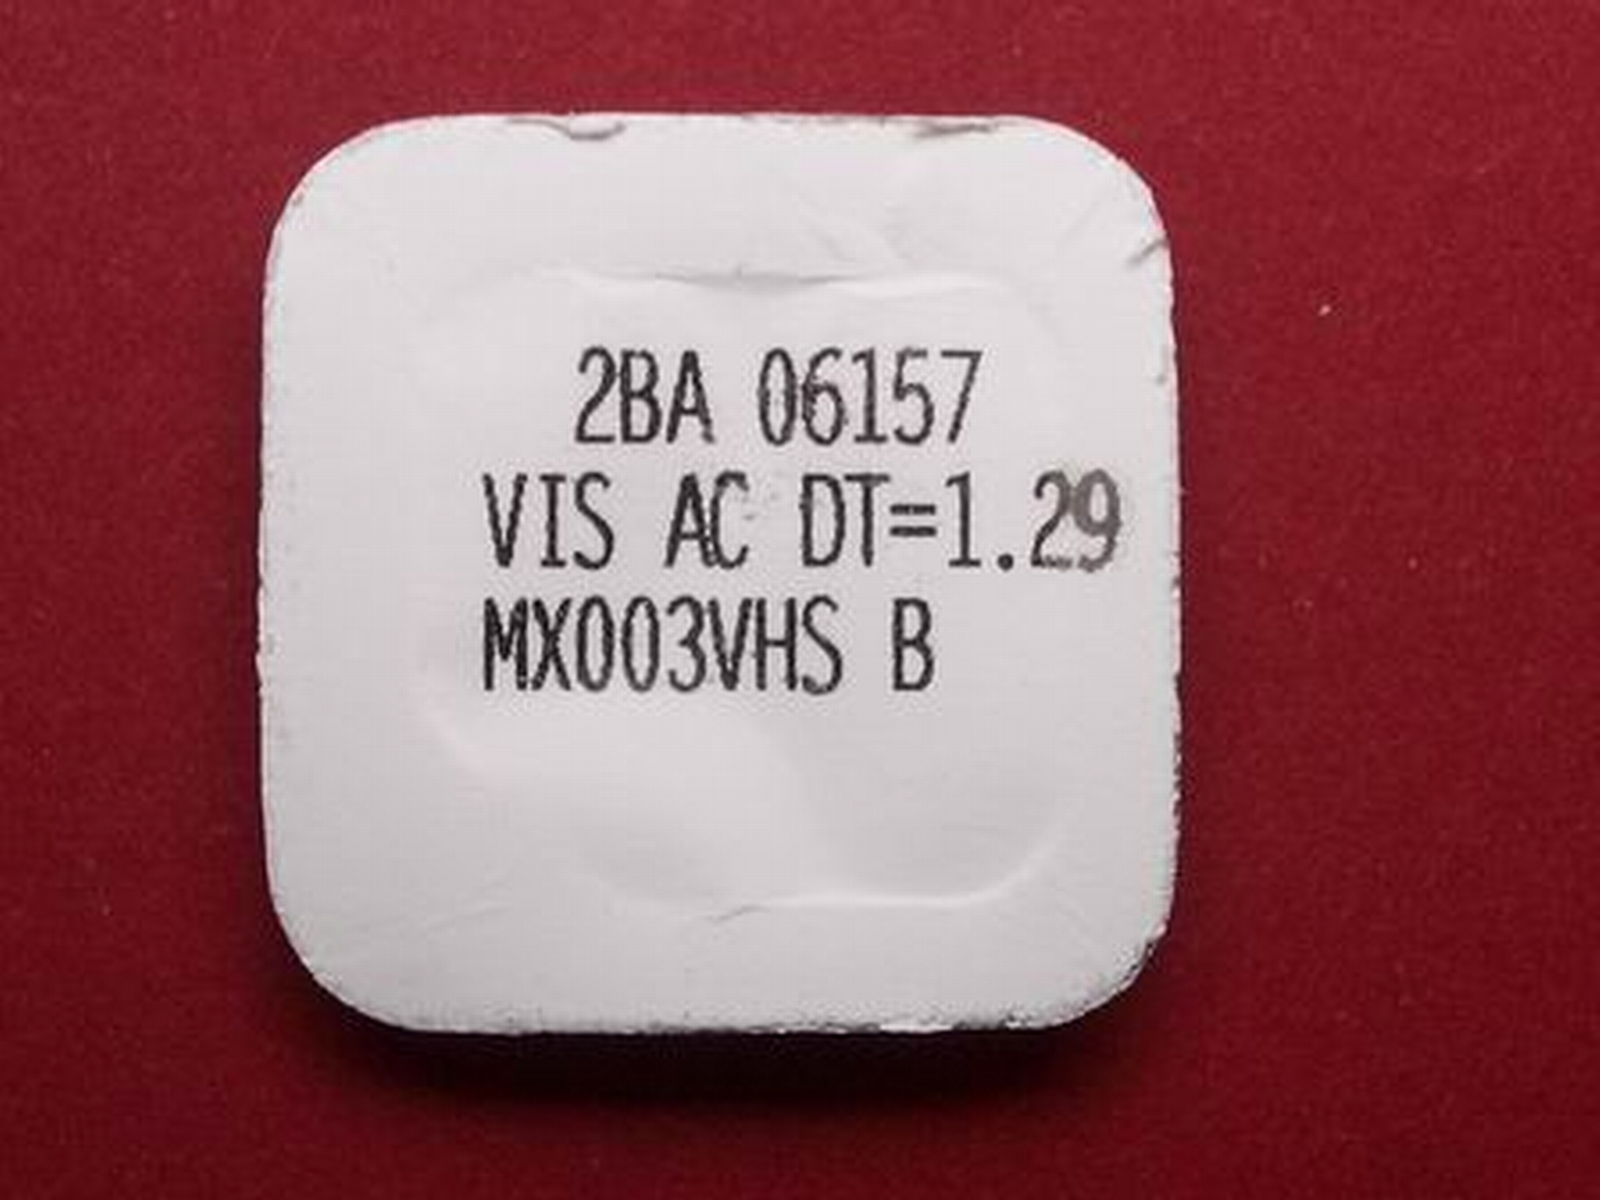 2BA 06157
VIS AC DT=1.29
MX003VHS B